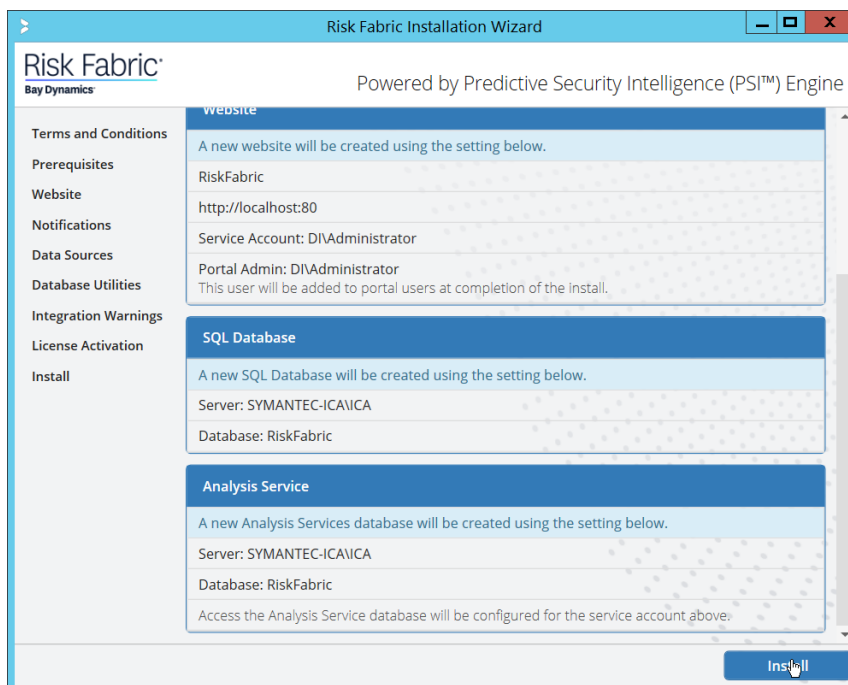 Risk Fabric Installation Wizard
Risk Fabric
Bay Dynamics
Powered by Predictive Security Intelligence (PSI™) Engine
Terms and Conditions
Prerequisites
Website
Notifications
Data Sources
Database Utilities
Integration Warnings
License Activation
Install
Website
A new website will be created using the setting below.
RiskFabric
http://localhost:80
Service Account: DI\Administrator
Portal Admin: DI\Administrator
This user will be added to portal users at completion of the install.
SQL Database
A new SQL Database will be created using the setting below.
Server: SYMANTEC-ICA\ICA
Database: RiskFabric
Analysis Service
A new Analysis Services database will be created using the setting below.
Server: SYMANTEC-ICA\ICA
Database: RiskFabric
Access the Analysis Service database will be configured for the service account above.
Install